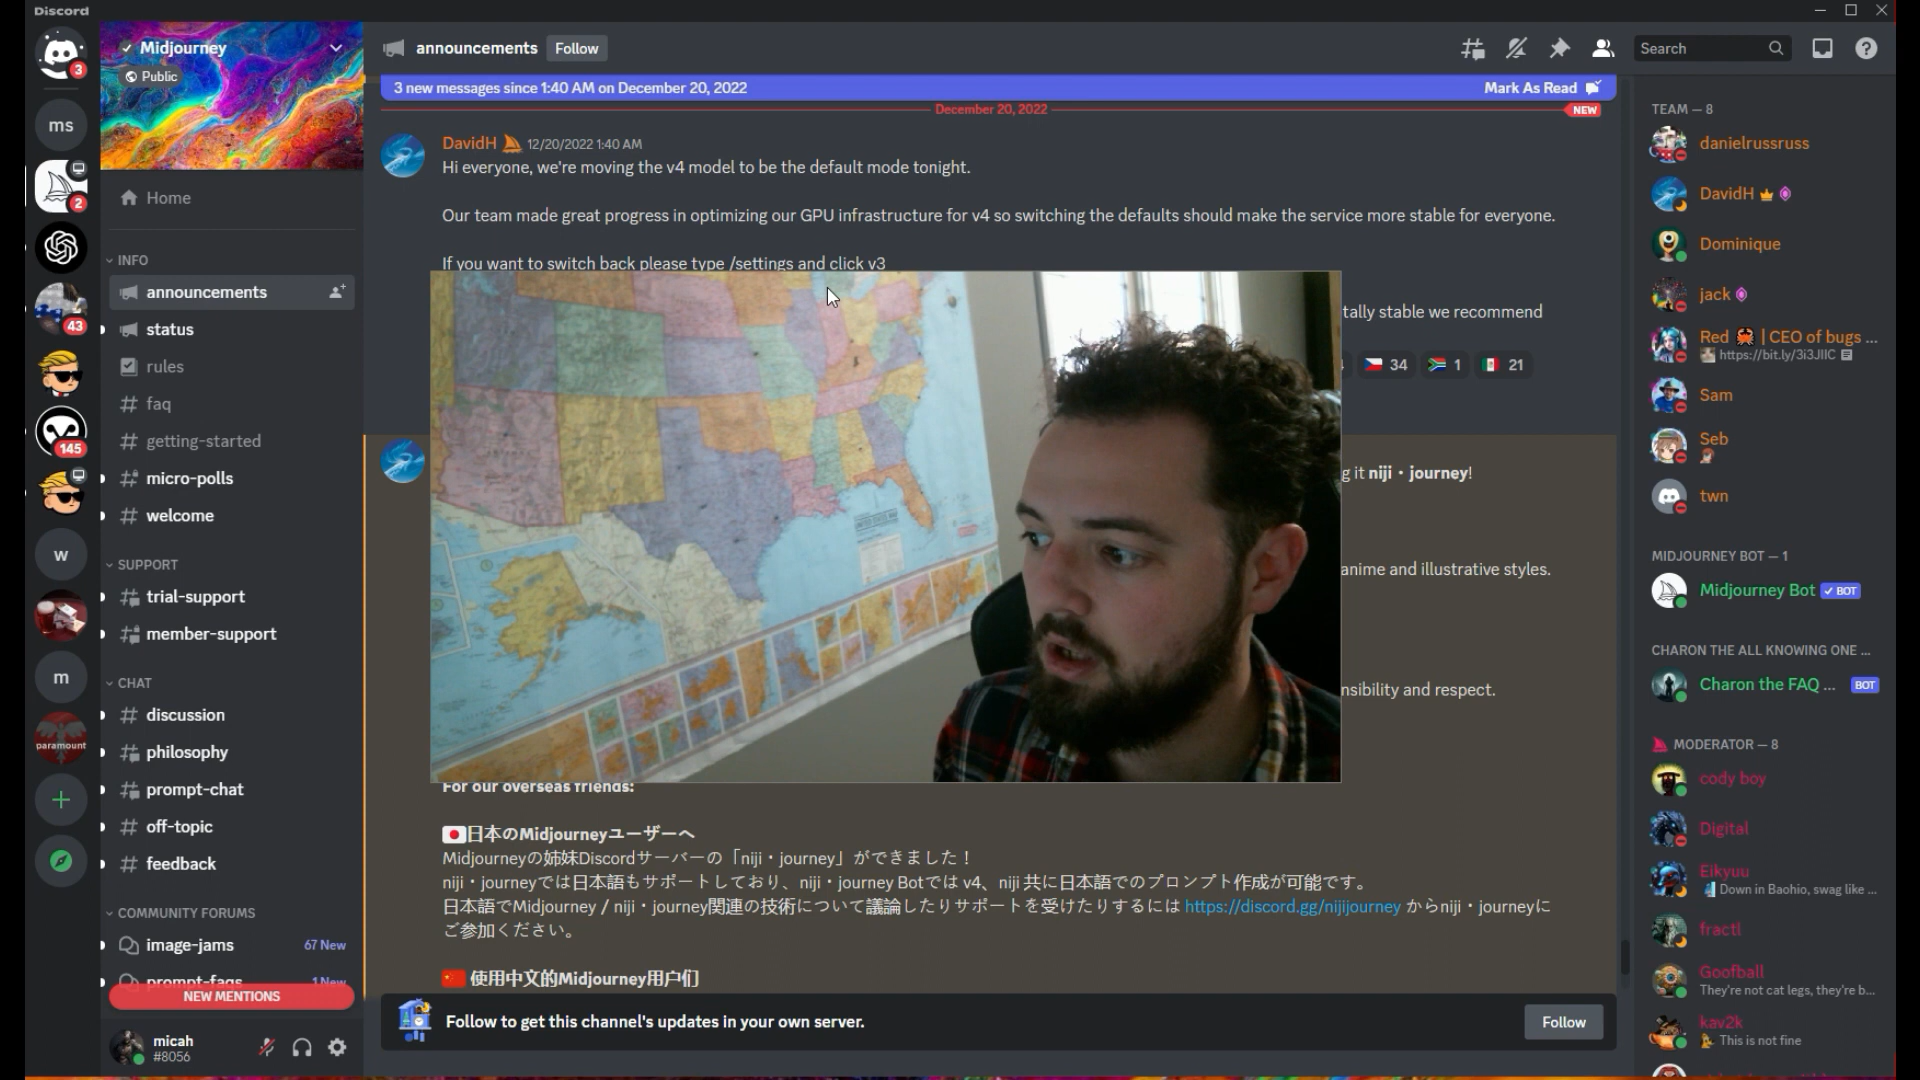 Discord
3
ms
2
43
145
w
m
paramount
Midjourney
Public
Home
INFO
announcements
status
rules
faq
getting-started
micro-polls
welcome
SUPPORT
trial-support
member-support
CHAT
discussion
philosophy
prompt-chat
off-topic
feedback
COMMUNITY FORUMS
image-jams 67 New
prompt-faqs 1 New
NEW MENTIONS
micah
#8056
announcements Follow
Search
3 new messages since 1:40 AM on December 20, 2022 Mark As Read
December 20, 2022 NEW
DavidH 12/20/2022 1:40 AM
Hi everyone, we're moving the v4 model to be the default mode tonight.
Our team made great progress in optimizing our GPU infrastructure for v4 so switching the defaults should make the service more stable for everyone.
If you want to switch back please type /settings and click v3
tally stable we recommend
34 1 21
g it niji・journey!
anime and illustrative styles.
nsibility and respect.
UNITED STATES
For our overseas friends:
日本のMidjourneyユーザーへ
Midjourneyの姉妹Discordサーバーの「niji・journey」ができました！
niji・journeyでは日本語もサポートしており、niji・journey Botでは v4、niji 共に日本語でのプロンプト作成が可能です。
日本語でMidjourney / niji・journey関連の技術について議論したりサポートを受けたりするには https://discord.gg/nijijourney からniji・journeyに
ご参加ください。
使用中文的Midjourney用户们
Follow to get this channel's updates in your own server. Follow
TEAM — 8
danielrussruss
DavidH
Dominique
jack
Red | CEO of bugs ...
https://bit.ly/3i3JIlC
Sam
Seb
twn
MIDJOURNEY BOT — 1
Midjourney Bot BOT
CHARON THE ALL KNOWING ONE ...
Charon the FAQ ... BOT
MODERATOR — 8
cody boy
Digital
Eikyuu
Down in Baohio, swag like ...
fractl
Goofball
They're not cat legs, they're b...
kav2k
This is not fine